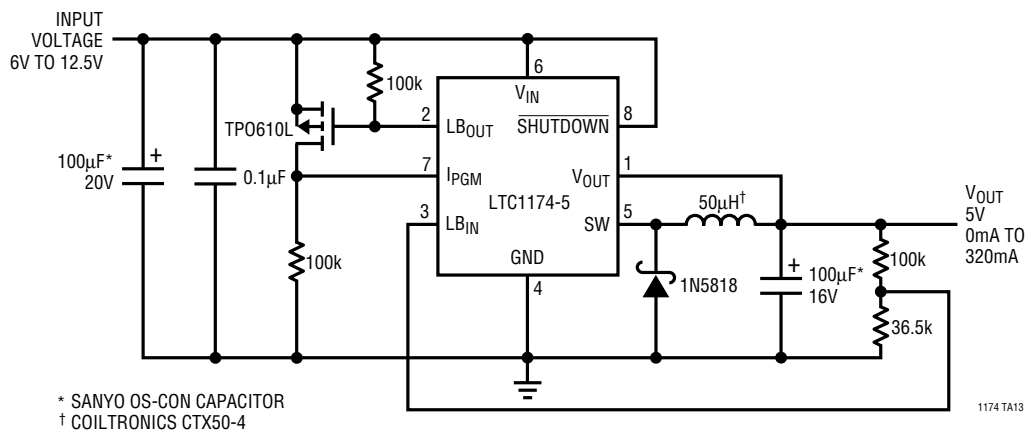 INPUT
VOLTAGE
6V TO 12.5V
100µF*
20V
+
0.1µF
TPO610L
100k
100k
2
LB_OUT
7
I_PGM
3
LB_IN
6
V_IN
SHUTDOWN
8
V_OUT
1
LTC1174-5
SW
5
GND
4
50µH†
1N5818
+
100µF*
16V
100k
36.5k
V_OUT
5V
0mA TO
320mA
* SANYO OS-CON CAPACITOR
† COILTRONICS CTX50-4
1174 TA13